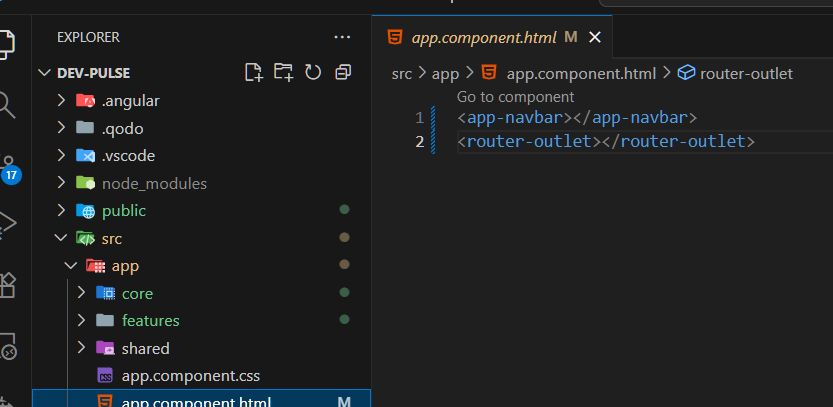 EXPLORER
DEV-PULSE
.angular
.qodo
.vscode
node_modules
public
src
app
core
features
shared
app.component.css
app.component.html M
17
app.component.html M
src > app > app.component.html > router-outlet
Go to component
1 <app-navbar></app-navbar>
2 <router-outlet></router-outlet>